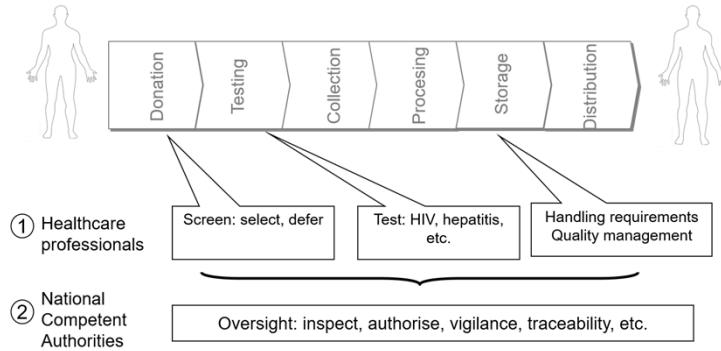 Donation
Testing
Collection
Procesing
Storage
Distribution
1 Healthcare
professionals
Screen: select, defer
Test: HIV, hepatitis,
etc.
Handling requirements
Quality management
2 National
Competent
Authorities
Oversight: inspect, authorise, vigilance, traceability, etc.